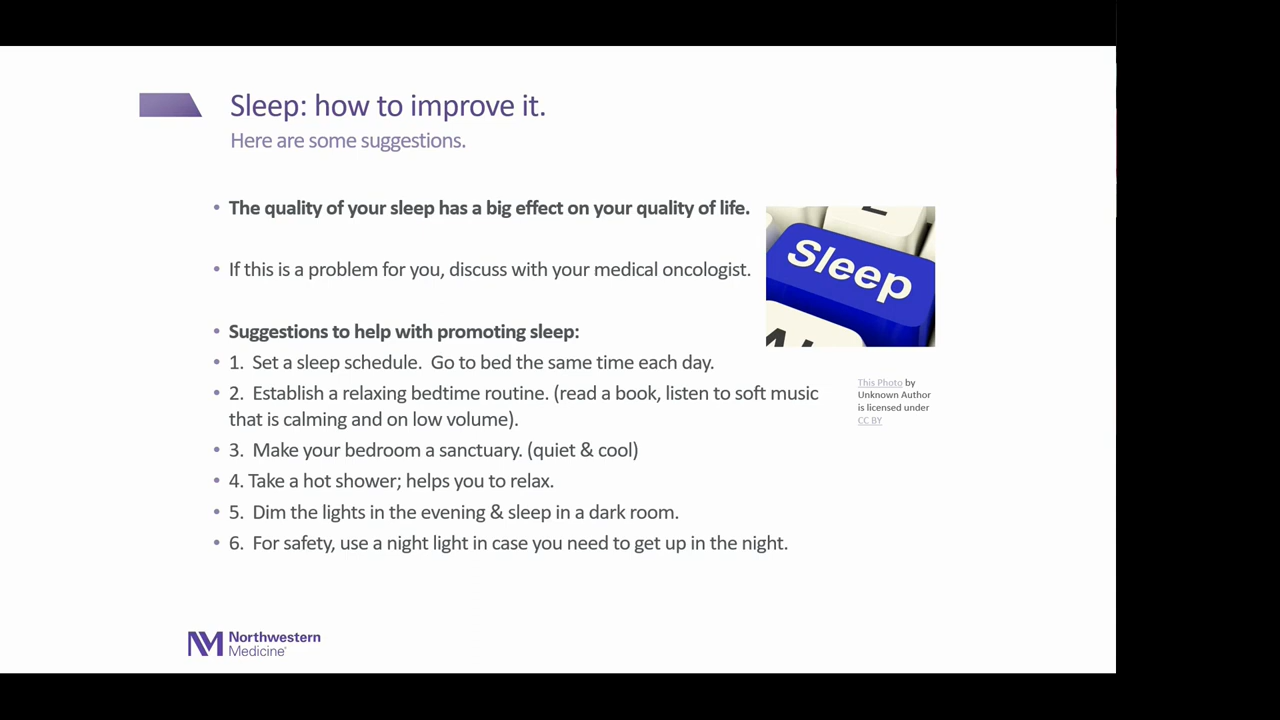 Sleep: how to improve it.
Here are some suggestions.
• The quality of your sleep has a big effect on your quality of life.
• If this is a problem for you, discuss with your medical oncologist.
• Suggestions to help with promoting sleep:
• 1. Set a sleep schedule. Go to bed the same time each day.
• 2. Establish a relaxing bedtime routine. (read a book, listen to soft music
that is calming and on low volume).
• 3. Make your bedroom a sanctuary. (quiet & cool)
• 4. Take a hot shower; helps you to relax.
• 5. Dim the lights in the evening & sleep in a dark room.
• 6. For safety, use a night light in case you need to get up in the night.
Sleep
This Photo by
Unknown Author
is licensed under
CC BY
NM Northwestern
Medicine